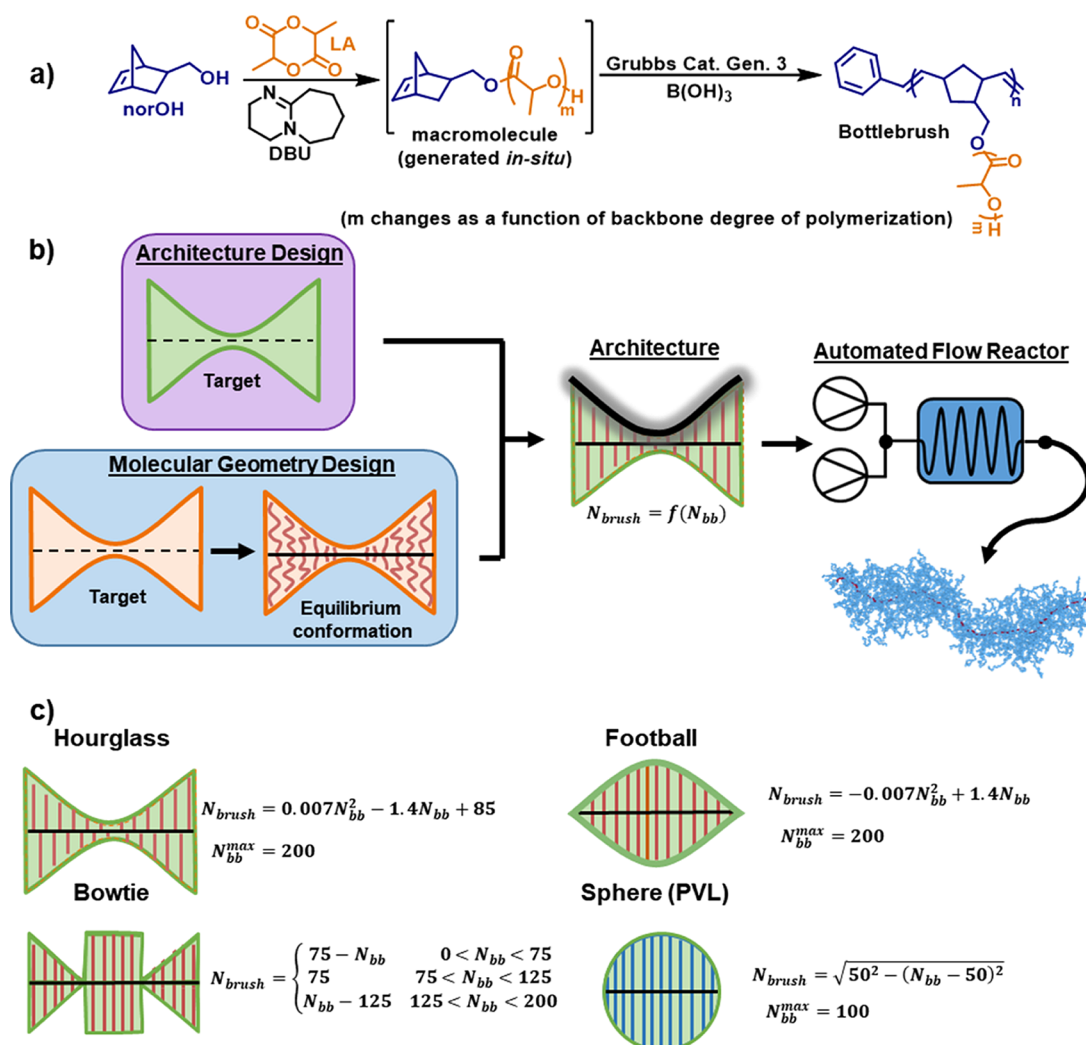 a)
O
O
O
O
LA
OH
norOH
N
N
DBU
O
O
O
H
m
macromolecule
(generated in-situ)
Grubbs Cat. Gen. 3
B(OH)₃
n
O
O
O
H
m
Bottlebrush
(m changes as a function of backbone degree of polymerization)
b)
Architecture Design
Target
Molecular Geometry Design
Target
Equilibrium
conformation
Architecture
N_brush = f(N_bb)
Automated Flow Reactor
c)
Hourglass
N_brush = 0.007N_bb^2 − 1.4N_bb + 85
N_bb^max = 200
Football
N_brush = −0.007N_bb^2 + 1.4N_bb
N_bb^max = 200
Bowtie
N_brush = {
75 − N_bb 0 < N_bb < 75
75 75 < N_bb < 125
N_bb − 125 125 < N_bb < 200
Sphere (PVL)
N_brush = √(50^2 − (N_bb − 50)^2)
N_bb^max = 100